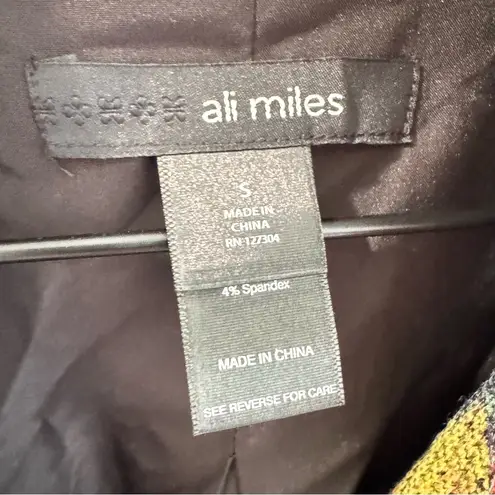 ali miles
S
MADE IN
CHINA
RN 127304
4% Spandex
MADE IN CHINA
SEE REVERSE FOR CARE